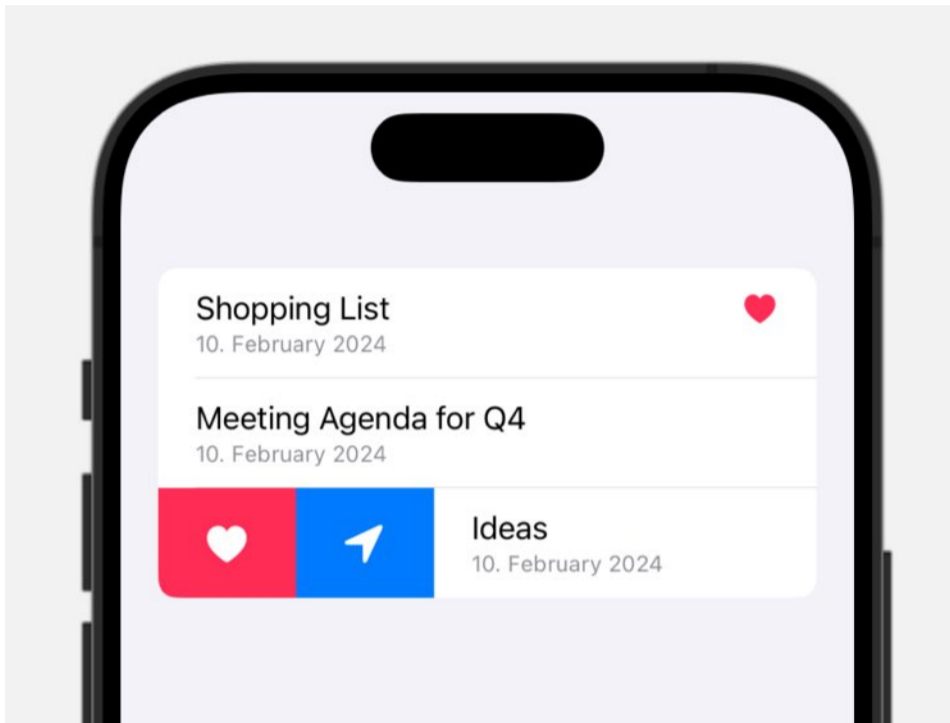 Shopping List
10. February 2024
Meeting Agenda for Q4
10. February 2024
Ideas
10. February 2024